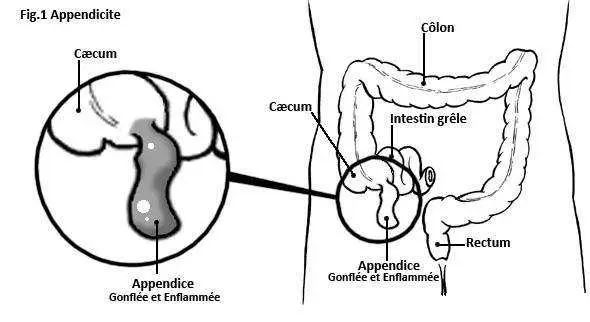 Fig.1 Appendicite
Cæcum
Appendice
Gonflée et Enflammée
Côlon
Cæcum
Intestin grêle
Appendice
Gonflée et Enflammée
Rectum